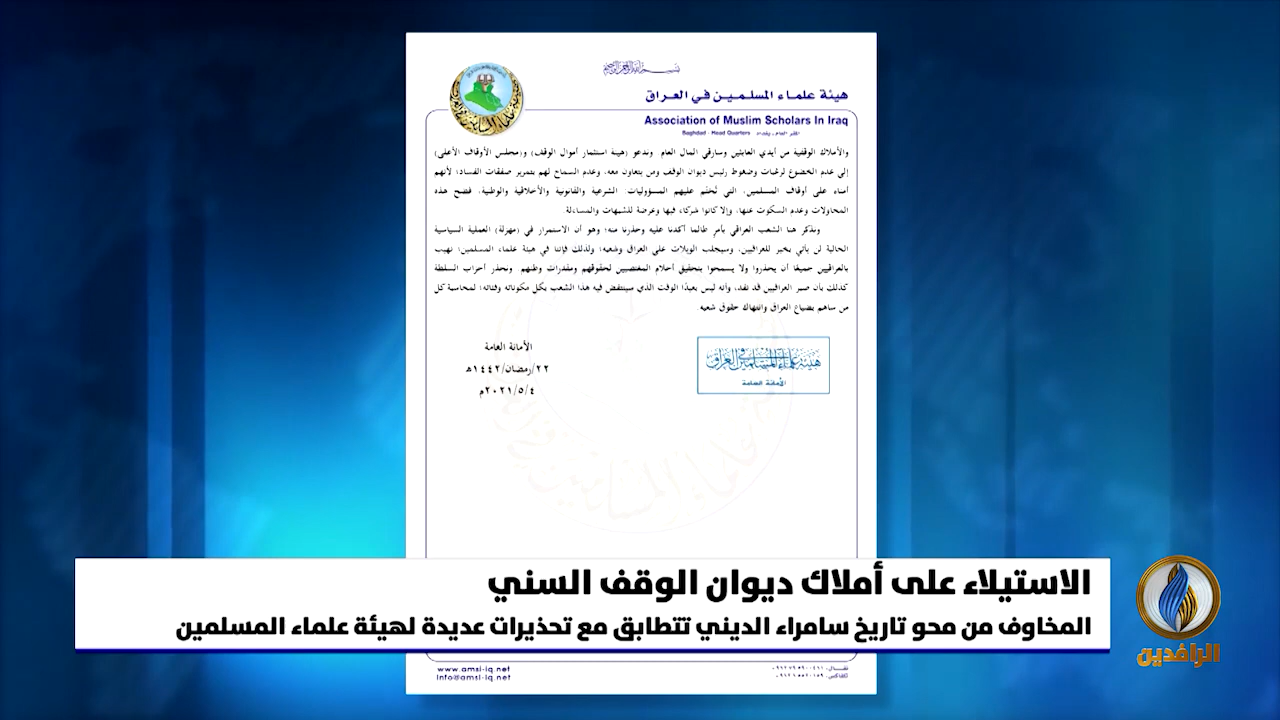 بسم الله الرحمن الرحيم
هيئة علماء المسلمين في العراق
Association of Muslim Scholars In Iraq
Baghdad - Head Quarters المقر العام - بغداد
والأملاك الوقفية من أيدي العابثين وسارقي المال العام وندعو (هيئة استثمار أموال الوقف) و(مجلس الأوقاف الأعلى)
إلى عدم الخضوع لرغبات وضغوط رئيس ديوان الوقف ومن يتعاون معه، وعدم السماح لهم بتمرير صفقات الفساد؛ لأنهم
أمناء على أوقاف المسلمين، التي تُحتّم عليهم المسؤوليات: الشرعية والقانونية والأخلاقية والوطنية، فضح هذه
المحاولات وعدم السكوت عنها، وإلا كانوا شركاء فيها وعرضة للشبهات والمساءلة.
ونذكر هنا الشعب العراقي بأمر طالما أكدنا عليه وحذرنا منه؛ وهو أن الاستمرار في (مهزلة) العملية السياسية
الحالية لن يأتي بخير للعراقيين، وسيجلب الويلات على العراق وشعبه؛ ولذلك فإننا في هيئة علماء المسلمين؛ نهيب
بالعراقيين جميعًا أن يحذروا ولا يسمحوا بتحقيق أحلام المغتصبين لحقوقهم ومقدرات وطنهم ونحذر أحزاب السلطة
كذلك بأن صبر العراقيين قد نفد، وأنه ليس بعيدًا الوقت الذي سينتفض فيه هذا الشعب بكل مكوناته وفئاته؛ لمحاسبة كل
من ساهم بضياع العراق وانتهاك حقوق شعبه.
الأمانة العامة
٢٢/رمضان/١٤٤٢هـ
٢٠٢١/٥/٤م
هيئة علماء المسلمين في العراق
الأمانة العامة
الاستيلاء على أملاك ديوان الوقف السني
المخاوف من محو تاريخ سامراء الديني تتطابق مع تحذيرات عديدة لهيئة علماء المسلمين
الرافدين
www.amsi-iq.net
info@amsi-iq.net